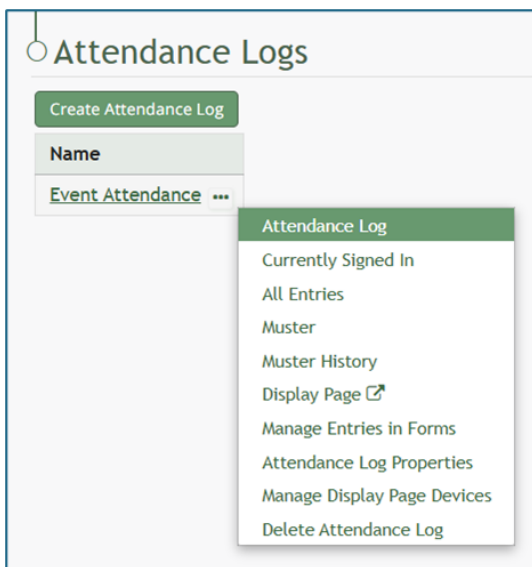 Attendance Logs
Create Attendance Log
Name
Event Attendance •••
Attendance Log
Currently Signed In
All Entries
Muster
Muster History
Display Page
Manage Entries in Forms
Attendance Log Properties
Manage Display Page Devices
Delete Attendance Log